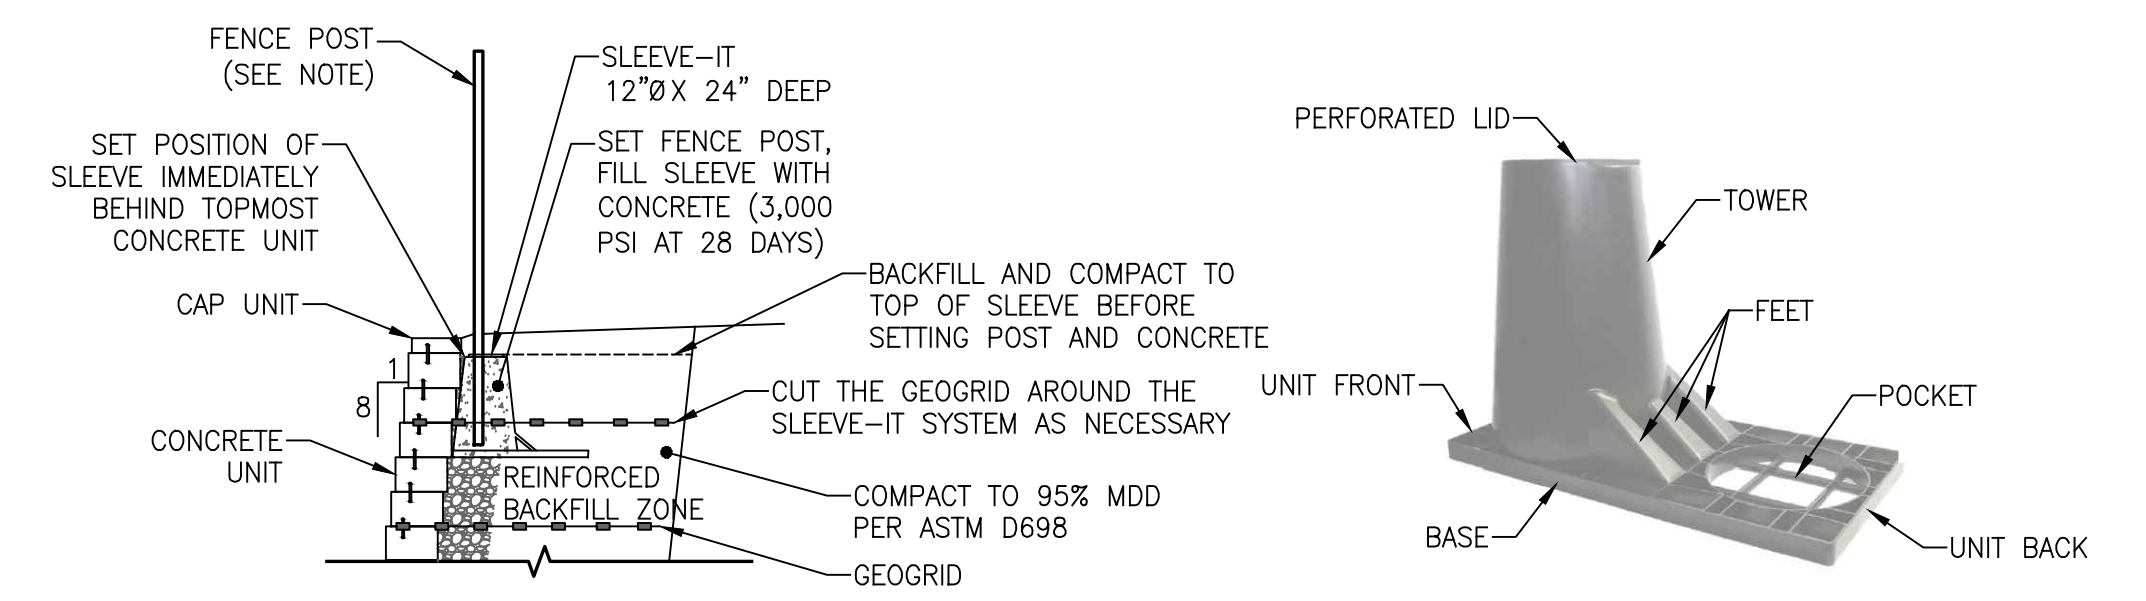 FENCE POST
(SEE NOTE)
SLEEVE-IT
12"Ø X 24" DEEP
SET POSITION OF
SLEEVE IMMEDIATELY
BEHIND TOPMOST
CONCRETE UNIT
SET FENCE POST,
FILL SLEEVE WITH
CONCRETE (3,000
PSI AT 28 DAYS)
CAP UNIT
BACKFILL AND COMPACT TO
TOP OF SLEEVE BEFORE
SETTING POST AND CONCRETE
1
8
CUT THE GEOGRID AROUND THE
SLEEVE-IT SYSTEM AS NECESSARY
CONCRETE
UNIT
REINFORCED
BACKFILL ZONE
COMPACT TO 95% MDD
PER ASTM D698
GEOGRID
PERFORATED LID
TOWER
FEET
UNIT FRONT
POCKET
BASE
UNIT BACK